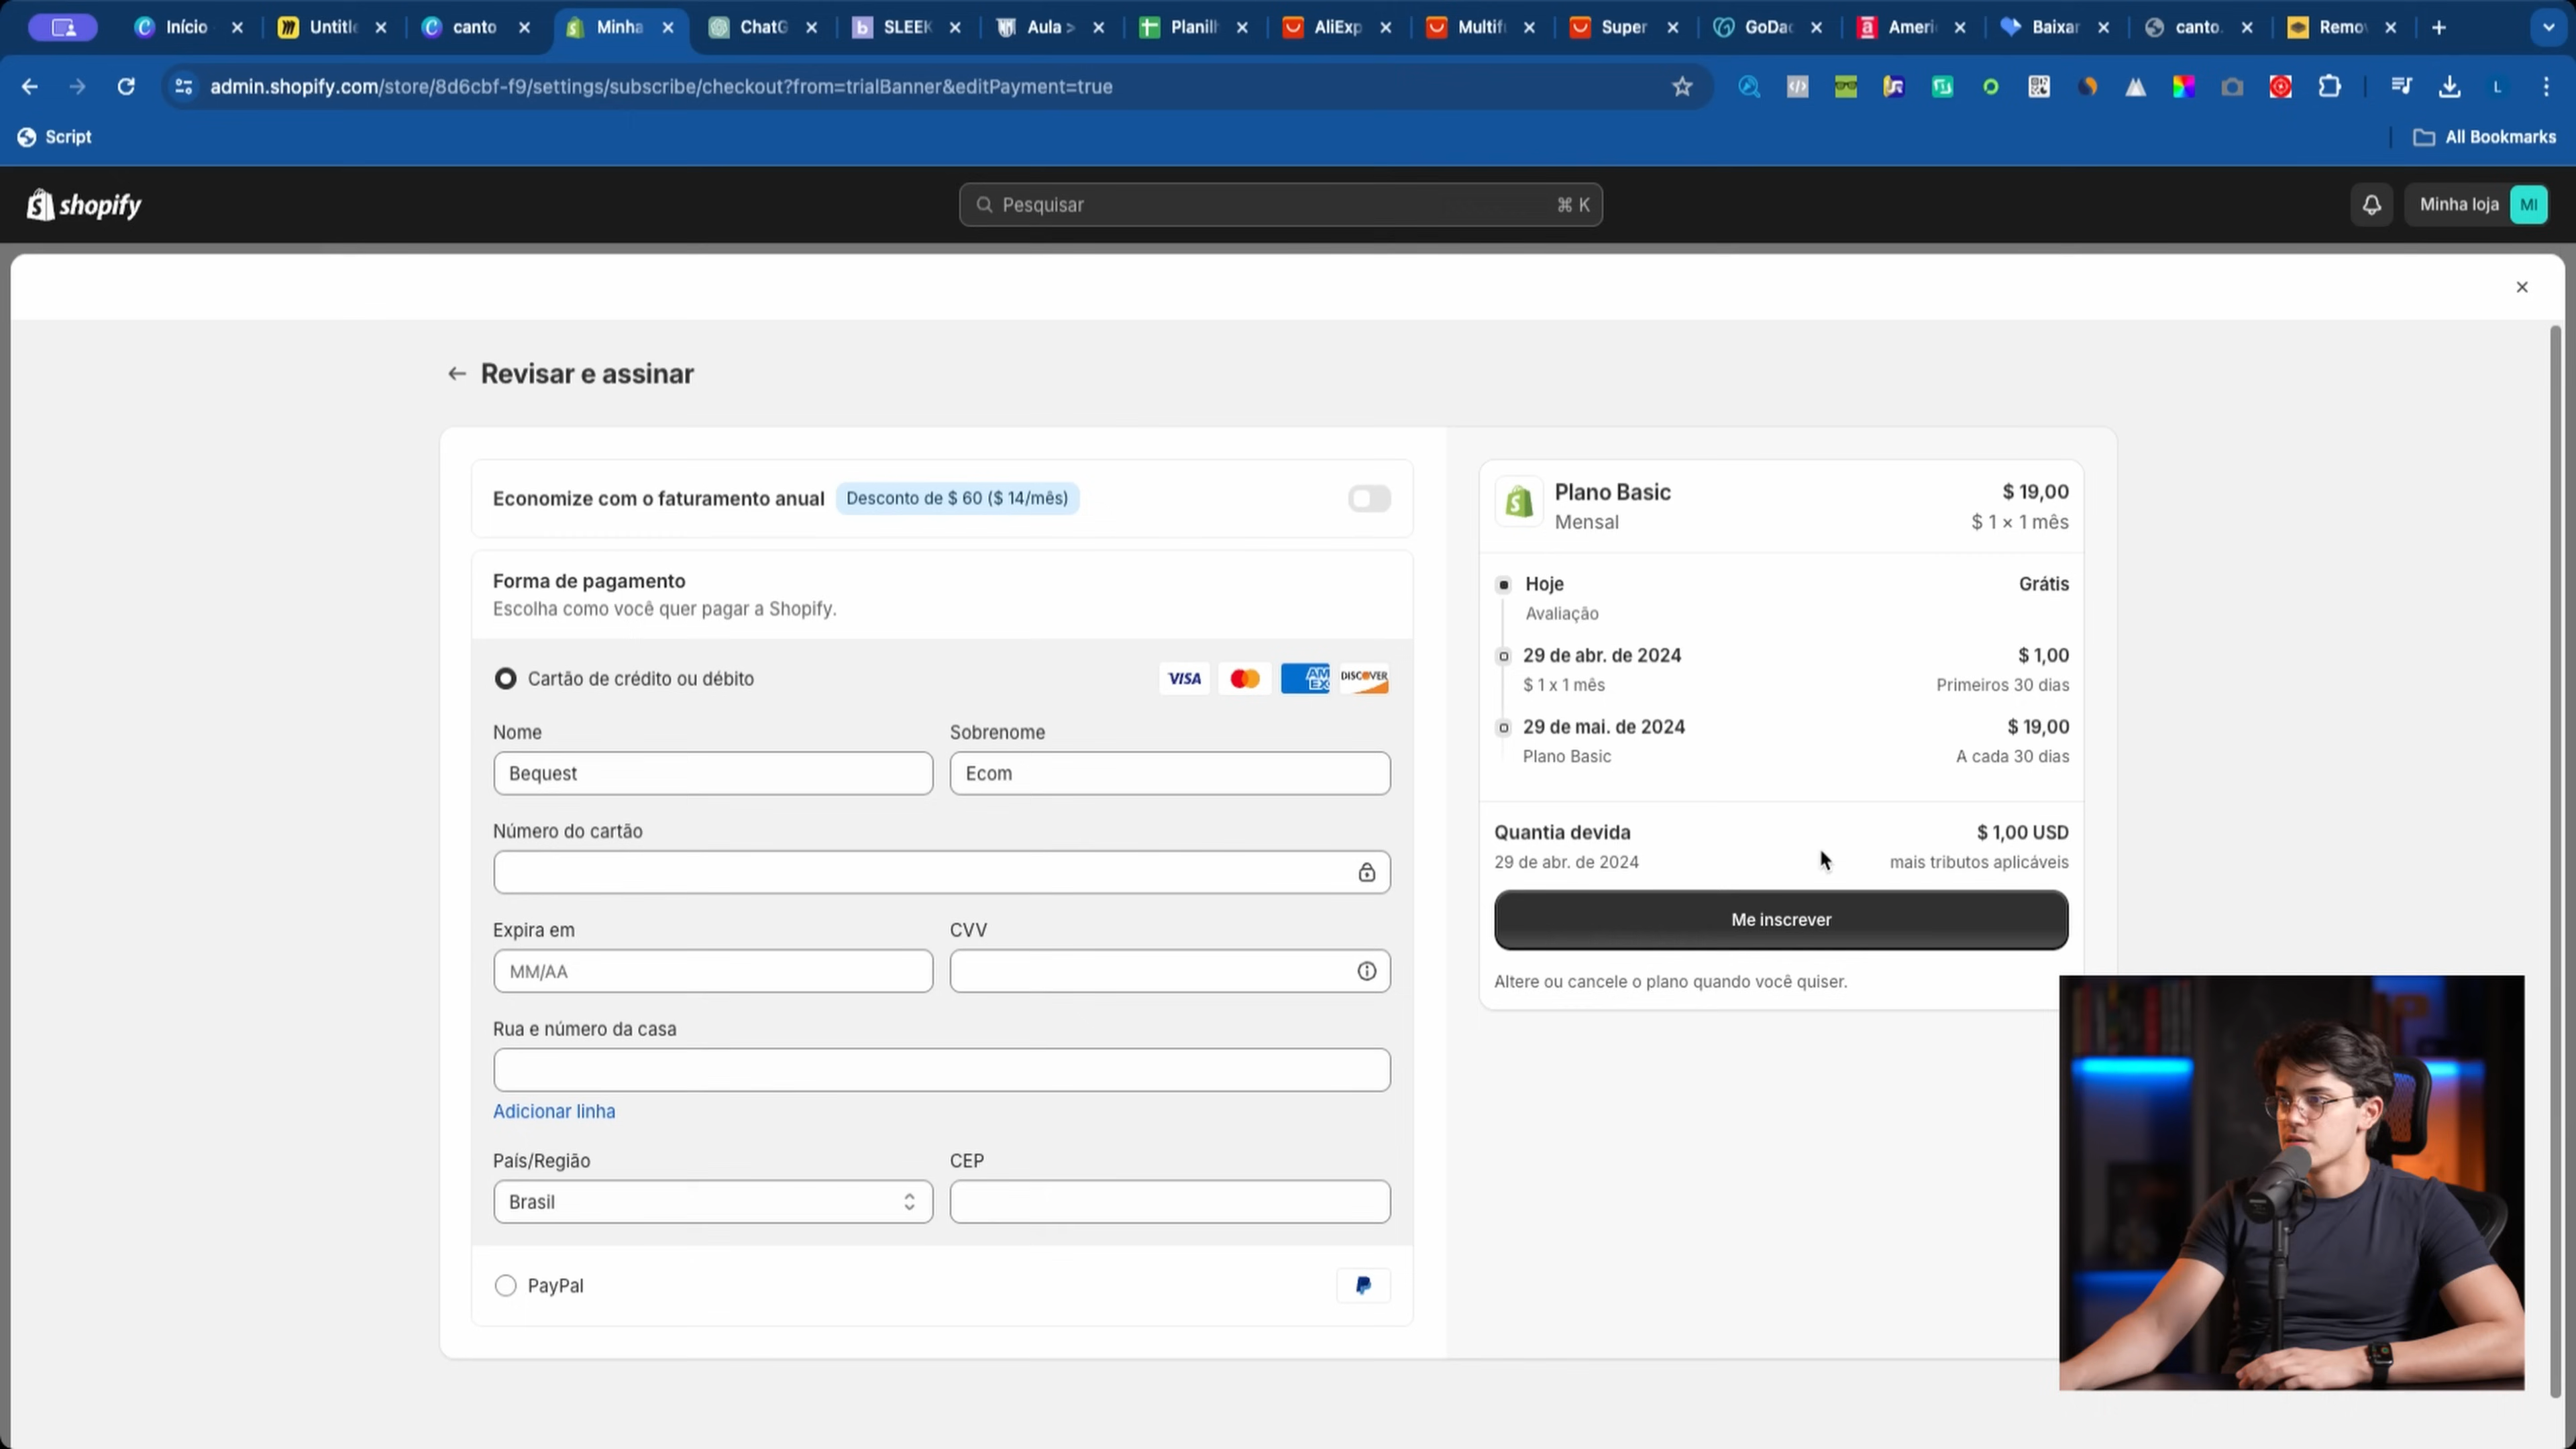 Início
Untitle
canto
Minha
ChatG
SLEEK
Aula >
Planilh
AliExp
Multifu
Super
GoDad
Ameri
Baixar
canto.
Remov
admin.shopify.com/store/8d6cbf-f9/settings/subscribe/checkout?from=trialBanner&editPayment=true
L
Script
All Bookmarks
shopify
Pesquisar
⌘ K
Minha loja
MI
Revisar e assinar
Economize com o faturamento anual
Desconto de $ 60 ($ 14/mês)
Forma de pagamento
Escolha como você quer pagar a Shopify.
Cartão de crédito ou débito
VISA
AM
EX
DISCOVER
Nome
Sobrenome
Bequest
Ecom
Número do cartão
Expira em
CVV
MM/AA
Rua e número da casa
Adicionar linha
País/Região
CEP
Brasil
PayPal
Plano Basic
$ 19,00
Mensal
$ 1 × 1 mês
Hoje
Grátis
Avaliação
29 de abr. de 2024
$ 1,00
$ 1 x 1 mês
Primeiros 30 dias
29 de mai. de 2024
$ 19,00
Plano Basic
A cada 30 dias
Quantia devida
$ 1,00 USD
29 de abr. de 2024
mais tributos aplicáveis
Me inscrever
Altere ou cancele o plano quando você quiser.